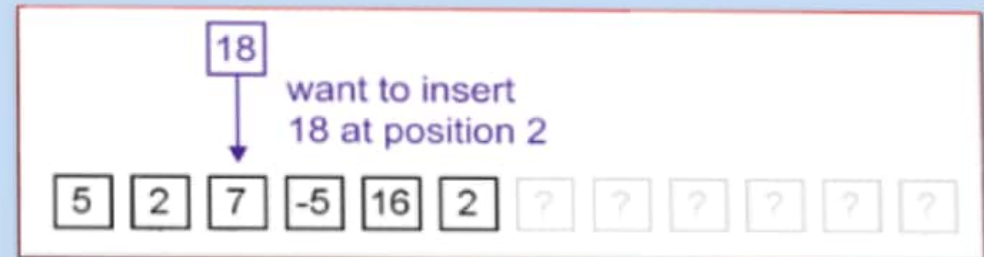 18
want to insert
18 at position 2
5 2 7 -5 16 2 ? ? ? ? ? ?